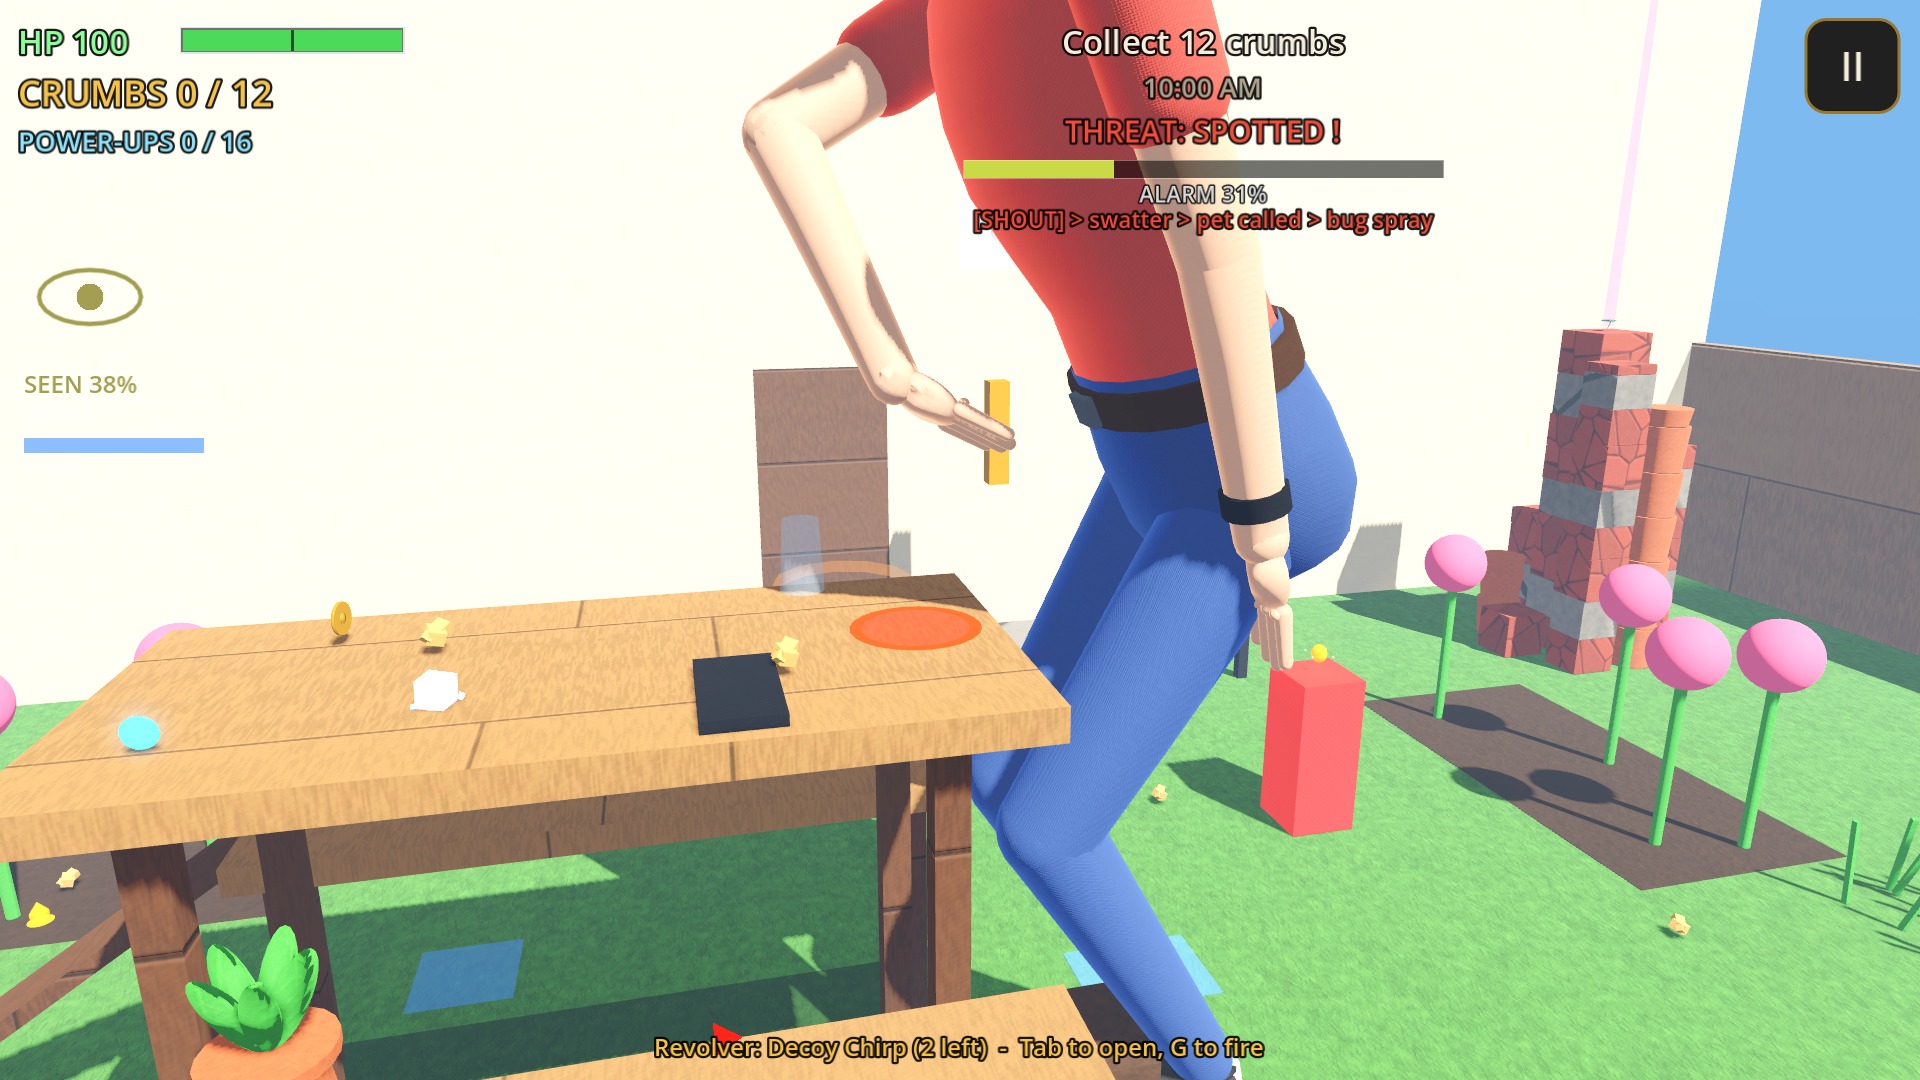 HP 100
CRUMBS 0 / 12
POWER-UPS 0 / 16
SEEN 38%
Collect 12 crumbs
10:00 AM
THREAT: SPOTTED !
ALARM 31%
[SHOUT] > swatter > pet called > bug spray
Revolver: Decoy Chirp (2 left) - Tab to open, G to fire